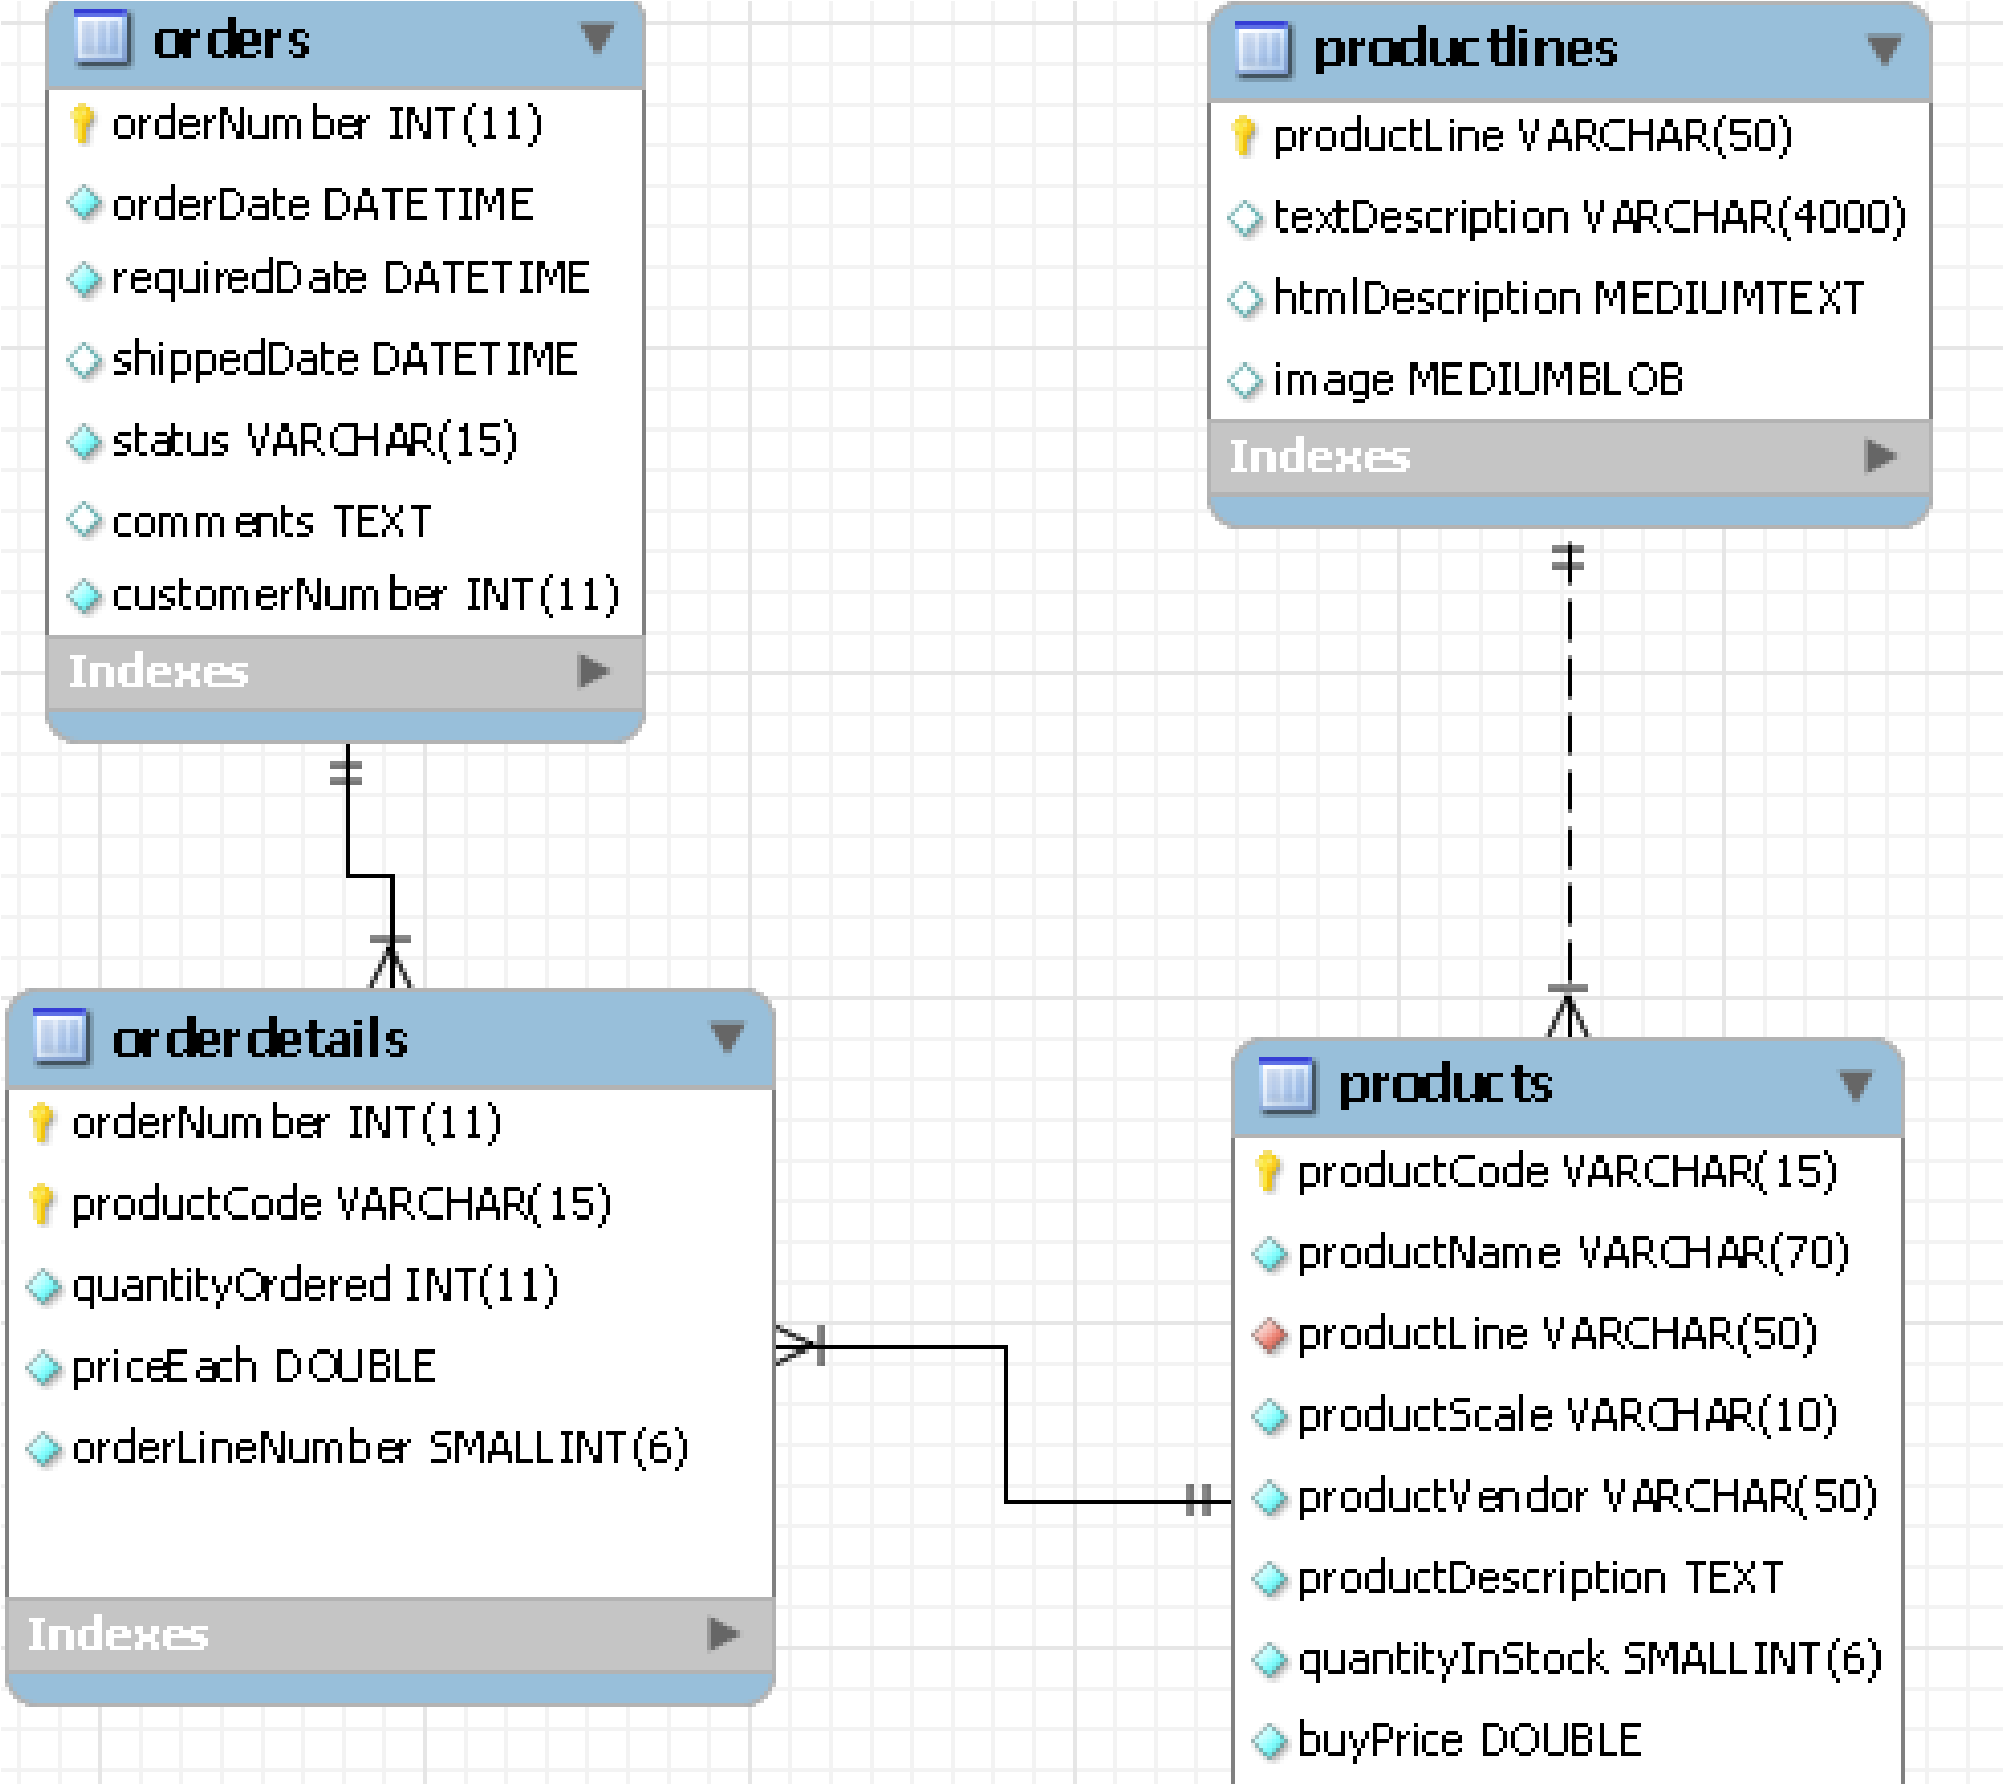 orders
orderNumber INT(11)
orderDate DATETIME
requiredDate DATETIME
shippedDate DATETIME
status VARCHAR(15)
comments TEXT
customerNumber INT(11)
Indexes
productlines
productLine VARCHAR(50)
textDescription VARCHAR(4000)
htmlDescription MEDIUMTEXT
image MEDIUMBLOB
Indexes
orderdetails
orderNumber INT(11)
productCode VARCHAR(15)
quantityOrdered INT(11)
priceEach DOUBLE
orderLineNumber SMALLINT(6)
Indexes
products
productCode VARCHAR(15)
productName VARCHAR(70)
productLine VARCHAR(50)
productScale VARCHAR(10)
productVendor VARCHAR(50)
productDescription TEXT
quantityInStock SMALLINT(6)
buyPrice DOUBLE